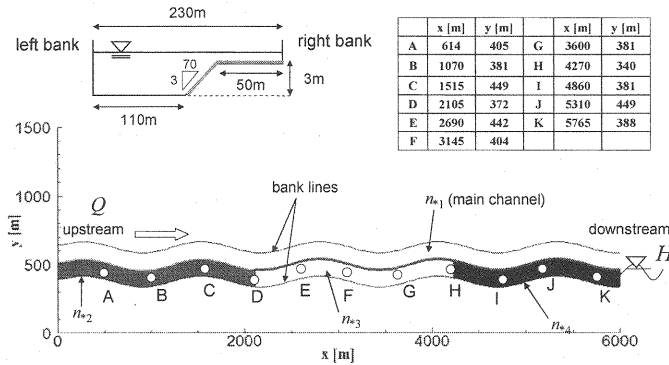 230m
left bank
right bank
70
3
3m
50m
110m
x [m] y [m] x [m] y [m]
A 614 405 G 3600 381
B 1070 381 H 4270 340
C 1515 449 I 4860 381
D 2105 372 J 5310 449
E 2690 442 K 5765 388
F 3145 404
1500
1000
500
0
y [m]
Q
upstream
bank lines
n*1 (main channel)
downstream
H
A B C D E F G H I J K
n*2
n*3
n*4
0 2000 4000 6000
x [m]